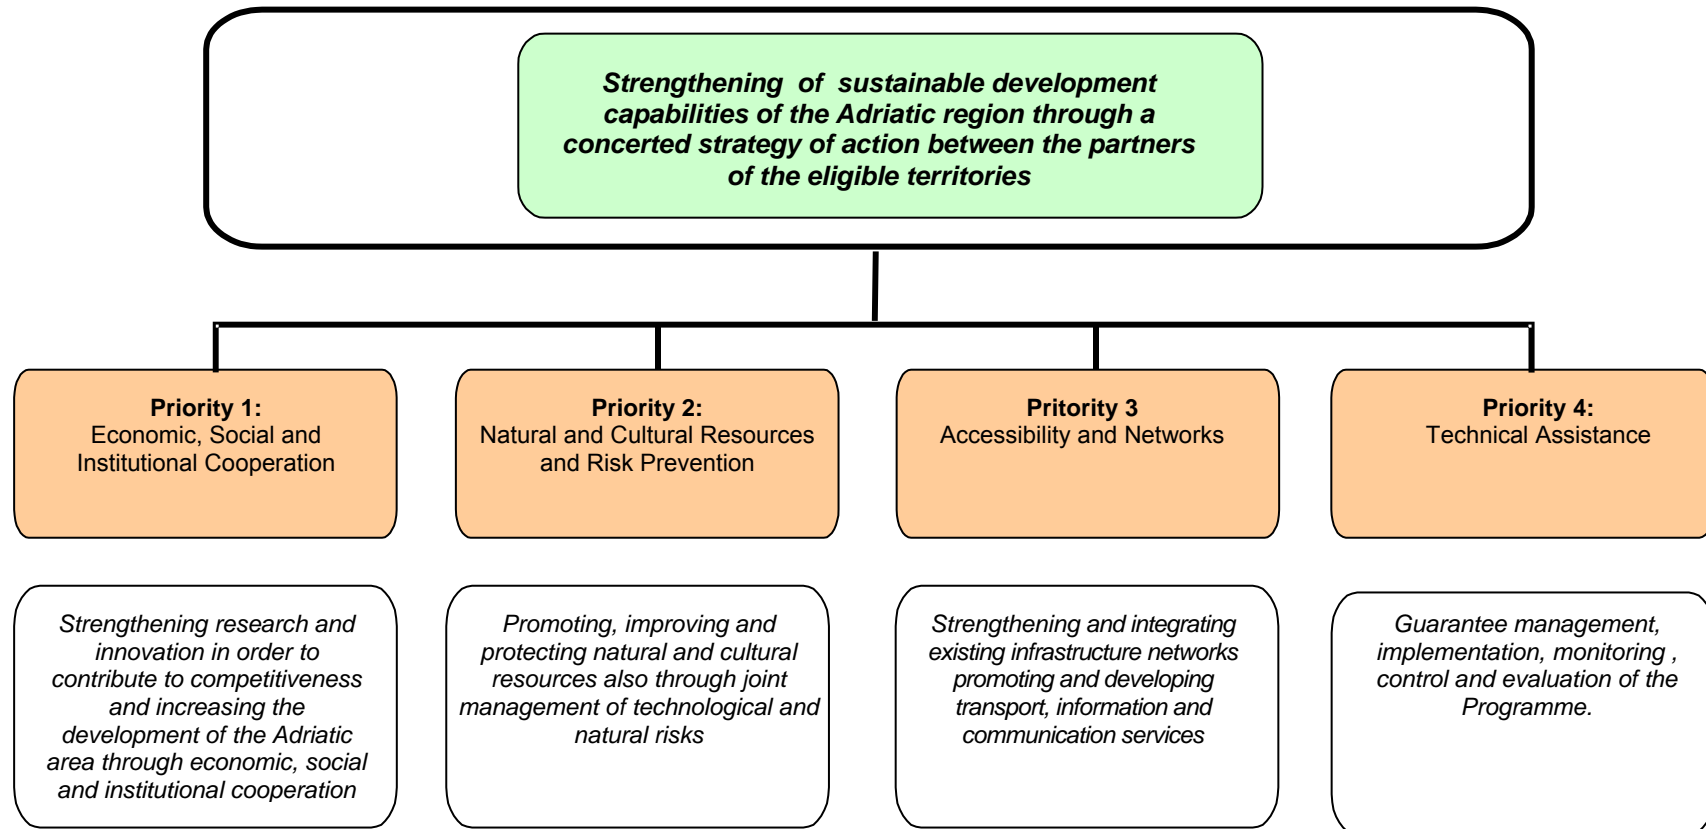 Strengthening of sustainable development
capabilities of the Adriatic region through a
concerted strategy of action between the partners
of the eligible territories
Priority 1:
Economic, Social and
Institutional Cooperation
Priority 2:
Natural and Cultural Resources
and Risk Prevention
Pritority 3
Accessibility and Networks
Priority 4:
Technical Assistance
Strengthening research and
innovation in order to
contribute to competitiveness
and increasing the
development of the Adriatic
area through economic, social
and institutional cooperation
Promoting, improving and
protecting natural and cultural
resources also through joint
management of technological and
natural risks
Strengthening and integrating
existing infrastructure networks
promoting and developing
transport, information and
communication services
Guarantee management,
implementation, monitoring ,
control and evaluation of the
Programme.